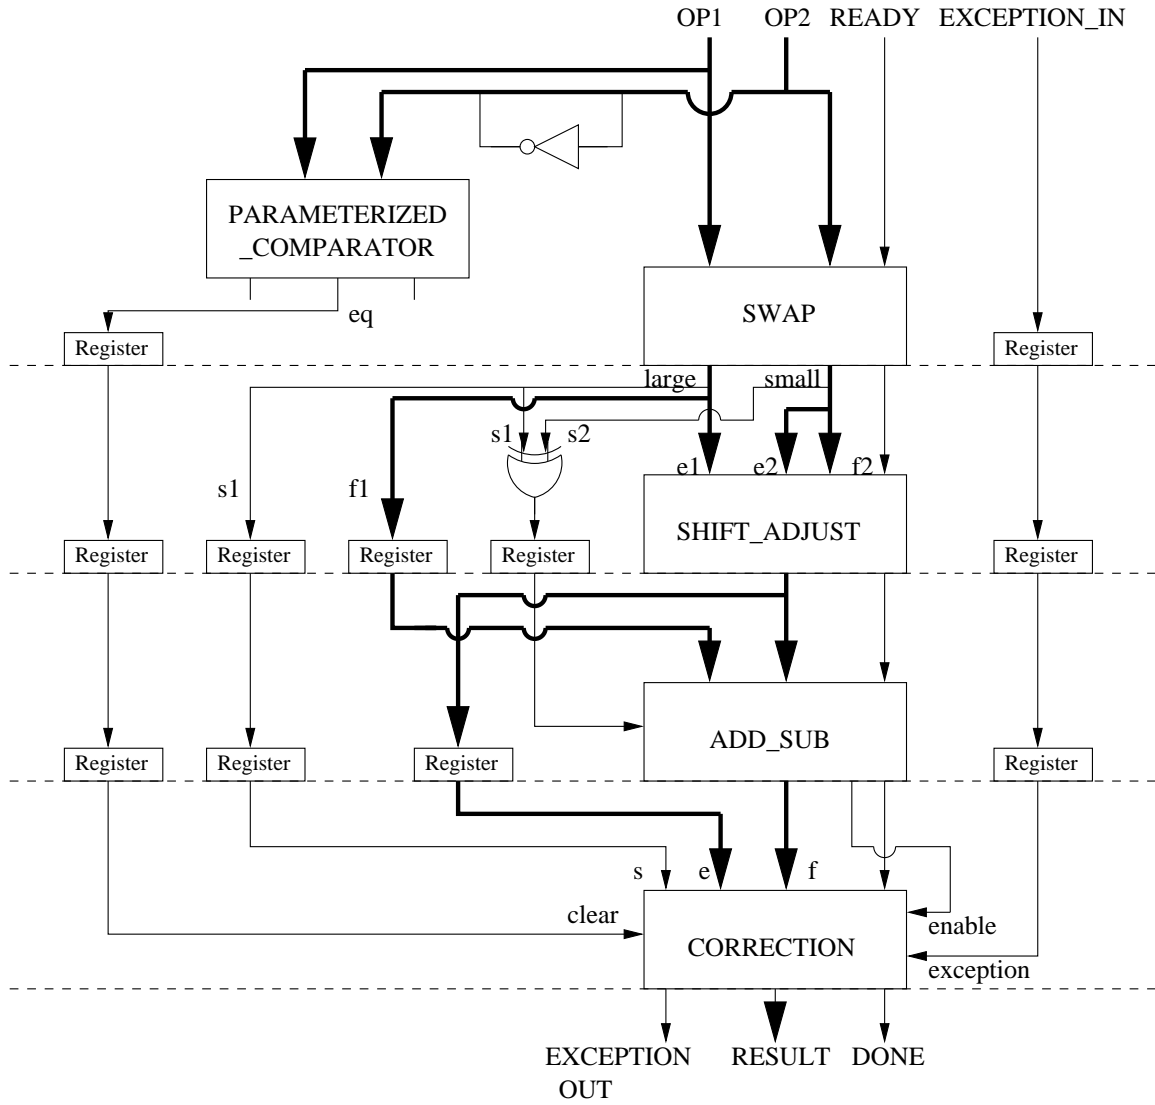 OP1 OP2 READY EXCEPTION_IN
PARAMETERIZED
_COMPARATOR
SWAP
eq
Register
Register
large small
s1 s2
e1 e2 f2
s1 f1
SHIFT_ADJUST
Register Register Register Register Register
ADD_SUB
Register Register Register Register
s e f
clear
enable
CORRECTION
exception
EXCEPTION RESULT DONE
OUT